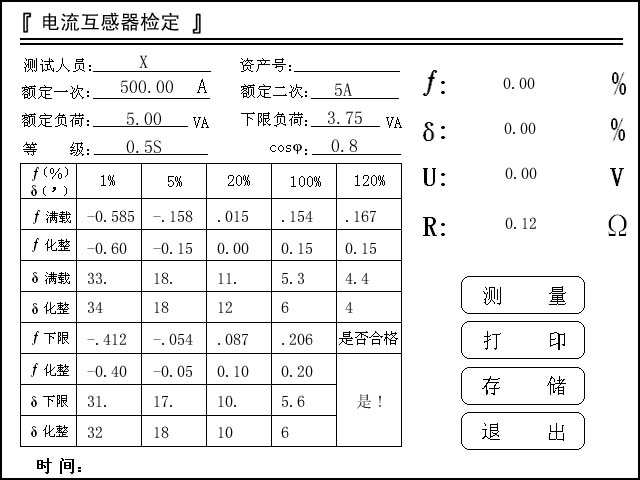 『 电流互感器检定 』
测试人员: X 资产号:
额定一次: 500.00 A 额定二次: 5A
额定负荷: 5.00 VA 下限负荷: 3.75 VA
等 级: 0.5S cosφ: 0.8
f: 0.00 %
δ: 0.00 %
U: 0.00 V
R: 0.12 Ω
f(%) δ(′) 1% 5% 20% 100% 120%
f 满载 -0.585 -.158 .015 .154 .167
f 化整 -0.60 -0.15 0.00 0.15 0.15
δ 满载 33. 18. 11. 5.3 4.4
δ 化整 34 18 12 6 4
f 下限 -.412 -.054 .087 .206 是否合格
f 化整 -0.40 -0.05 0.10 0.20
δ 下限 31. 17. 10. 5.6 是!
δ 化整 32 18 10 6
测 量
打 印
存 储
退 出
时间: